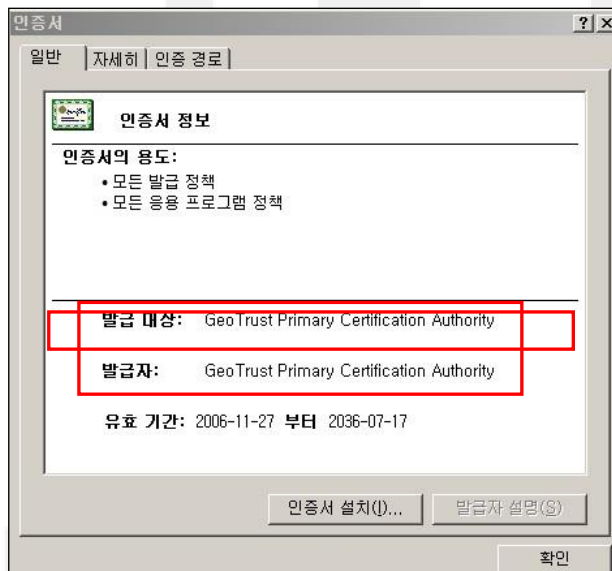 인증서
일반 자세히 인증 경로
인증서 정보
인증서의 용도:
• 모든 발급 정책
• 모든 응용 프로그램 정책
발급 대상: GeoTrust Primary Certification Authority
발급자: GeoTrust Primary Certification Authority
유효 기간: 2006-11-27 부터 2036-07-17
인증서 설치(I)... 발급자 설명(S)
확인